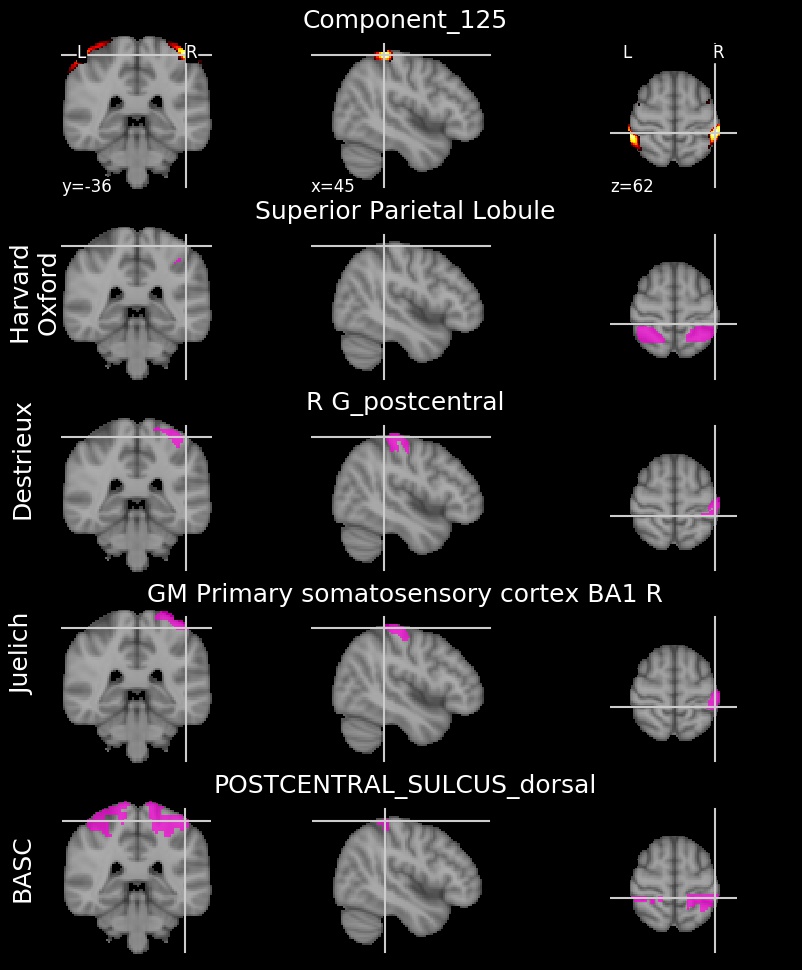 Component_125
L R
L R
y=-36
x=45
z=62
Superior Parietal Lobule
Harvard
Oxford
R G_postcentral
Destrieux
GM Primary somatosensory cortex BA1 R
Juelich
POSTCENTRAL_SULCUS_dorsal
BASC